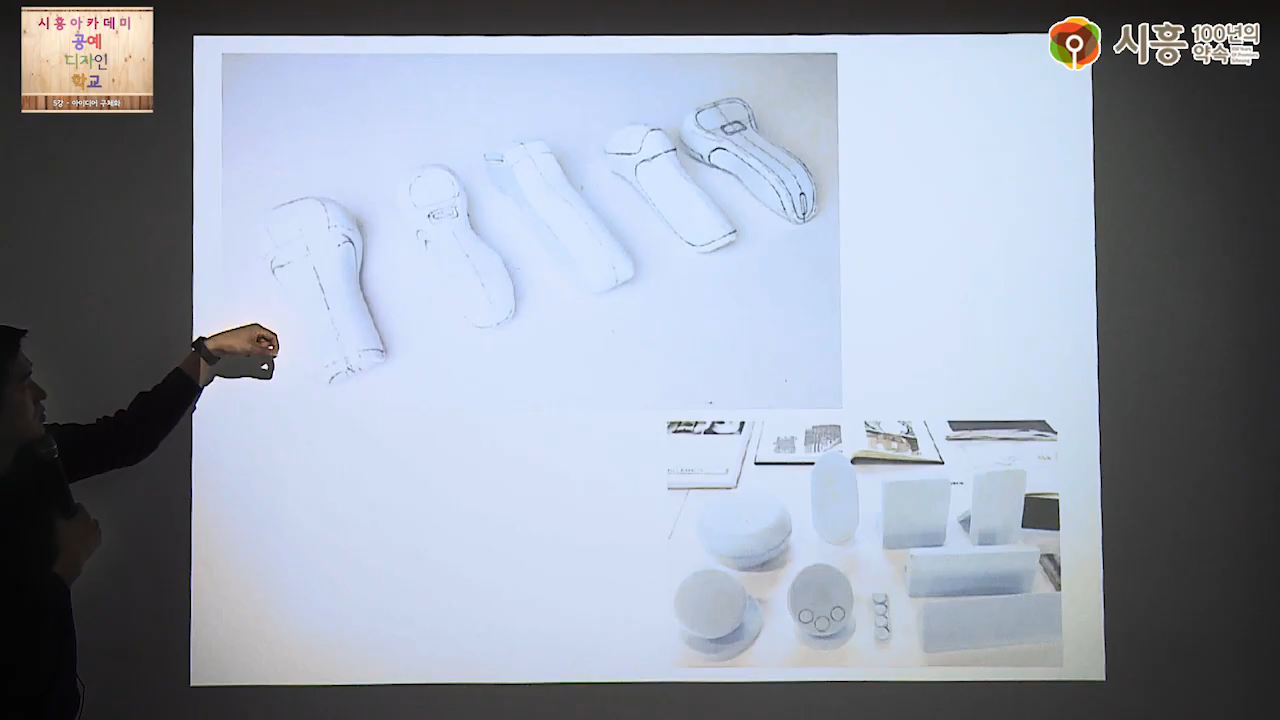 시흥아카데미
공예
디자인
학교
5강 - 아이디어 구체화
시흥
100년의
약속